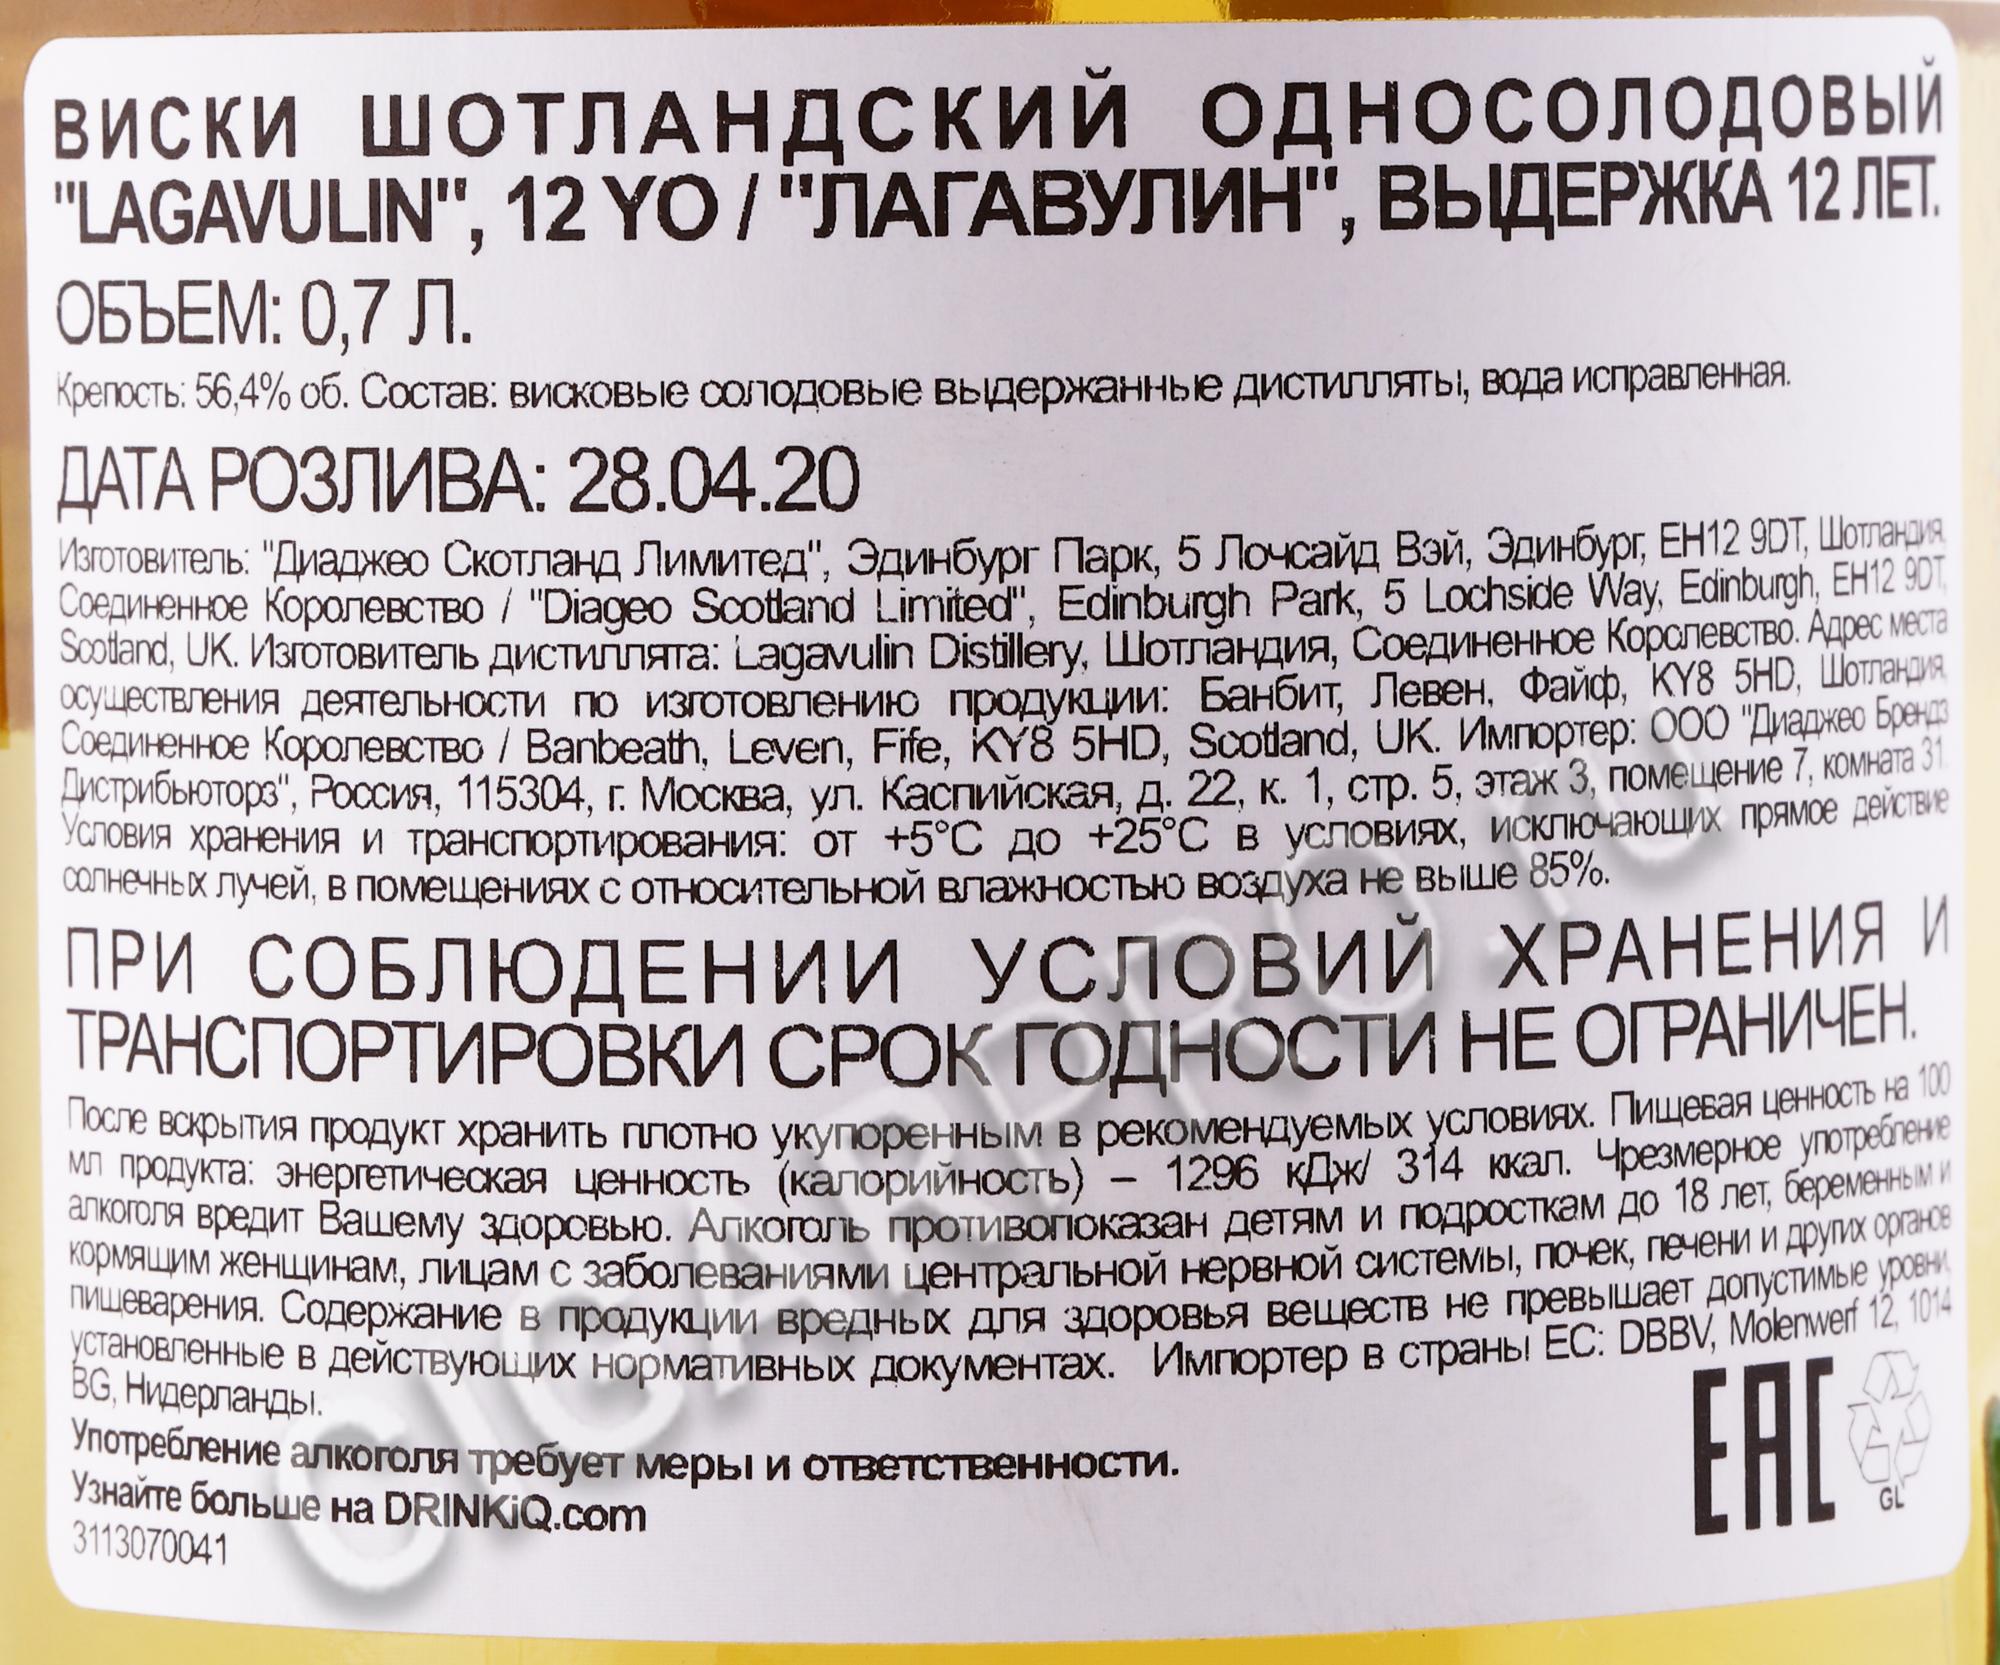 ВИСКИ ШОТЛАНДСКИЙ ОДНОСОЛОДОВЫЙ
"LAGAVULIN", 12 YO / "ЛАГАВУЛИН", ВЫДЕРЖКА 12 ЛЕТ.
ОБЪЕМ: 0,7 Л.
Крепость: 56,4% об. Состав: висковые солодовые выдержанные дистилляты, вода исправленная.
ДАТА РОЗЛИВА: 28.04.20
Изготовитель: "Диаджео Скотланд Лимитед", Эдинбург Парк, 5 Лочсайд Вэй, Эдинбург, EH12 9DT, Шотландия,
Соединенное Королевство / "Diageo Scotland Limited", Edinburgh Park, 5 Lochside Way, Edinburgh, EH12 9DT,
Scotland, UK. Изготовитель дистиллята: Lagavulin Distillery, Шотландия, Соединенное Королевство. Адрес места
осуществления деятельности по изготовлению продукции: Банбит, Левен, Файф, KY8 5HD, Шотландия,
Соединенное Королевство / Banbeath, Leven, Fife, KY8 5HD, Scotland, UK. Импортер: ООО "Диаджео Брендз
Дистрибьюторз", Россия, 115304, г. Москва, ул. Каспийская, д. 22, к. 1, стр. 5, этаж 3, помещение 7, комната 31.
Условия хранения и транспортирования: от +5°C до +25°C в условиях, исключающих прямое действие
солнечных лучей, в помещениях с относительной влажностью воздуха не выше 85%.
ПРИ СОБЛЮДЕНИИ УСЛОВИЙ ХРАНЕНИЯ И
ТРАНСПОРТИРОВКИ СРОК ГОДНОСТИ НЕ ОГРАНИЧЕН.
После вскрытия продукт хранить плотно укупоренным в рекомендуемых условиях. Пищевая ценность на 100
мл продукта: энергетическая ценность (калорийность) – 1296 кДж/ 314 ккал. Чрезмерное употребление
алкоголя вредит Вашему здоровью. Алкоголь противопоказан детям и подросткам до 18 лет, беременным и
кормящим женщинам, лицам с заболеваниями центральной нервной системы, почек, печени и других органов
пищеварения. Содержание в продукции вредных для здоровья веществ не превышает допустимые уровни,
установленные в действующих нормативных документах. Импортер в страны ЕС: DBBV, Molenwerf 12, 1014
BG, Нидерланды.
Употребление алкоголя требует меры и ответственности.
Узнайте больше на DRINKiQ.com
3113070041
EAC
GL
CIGARPRO.ru